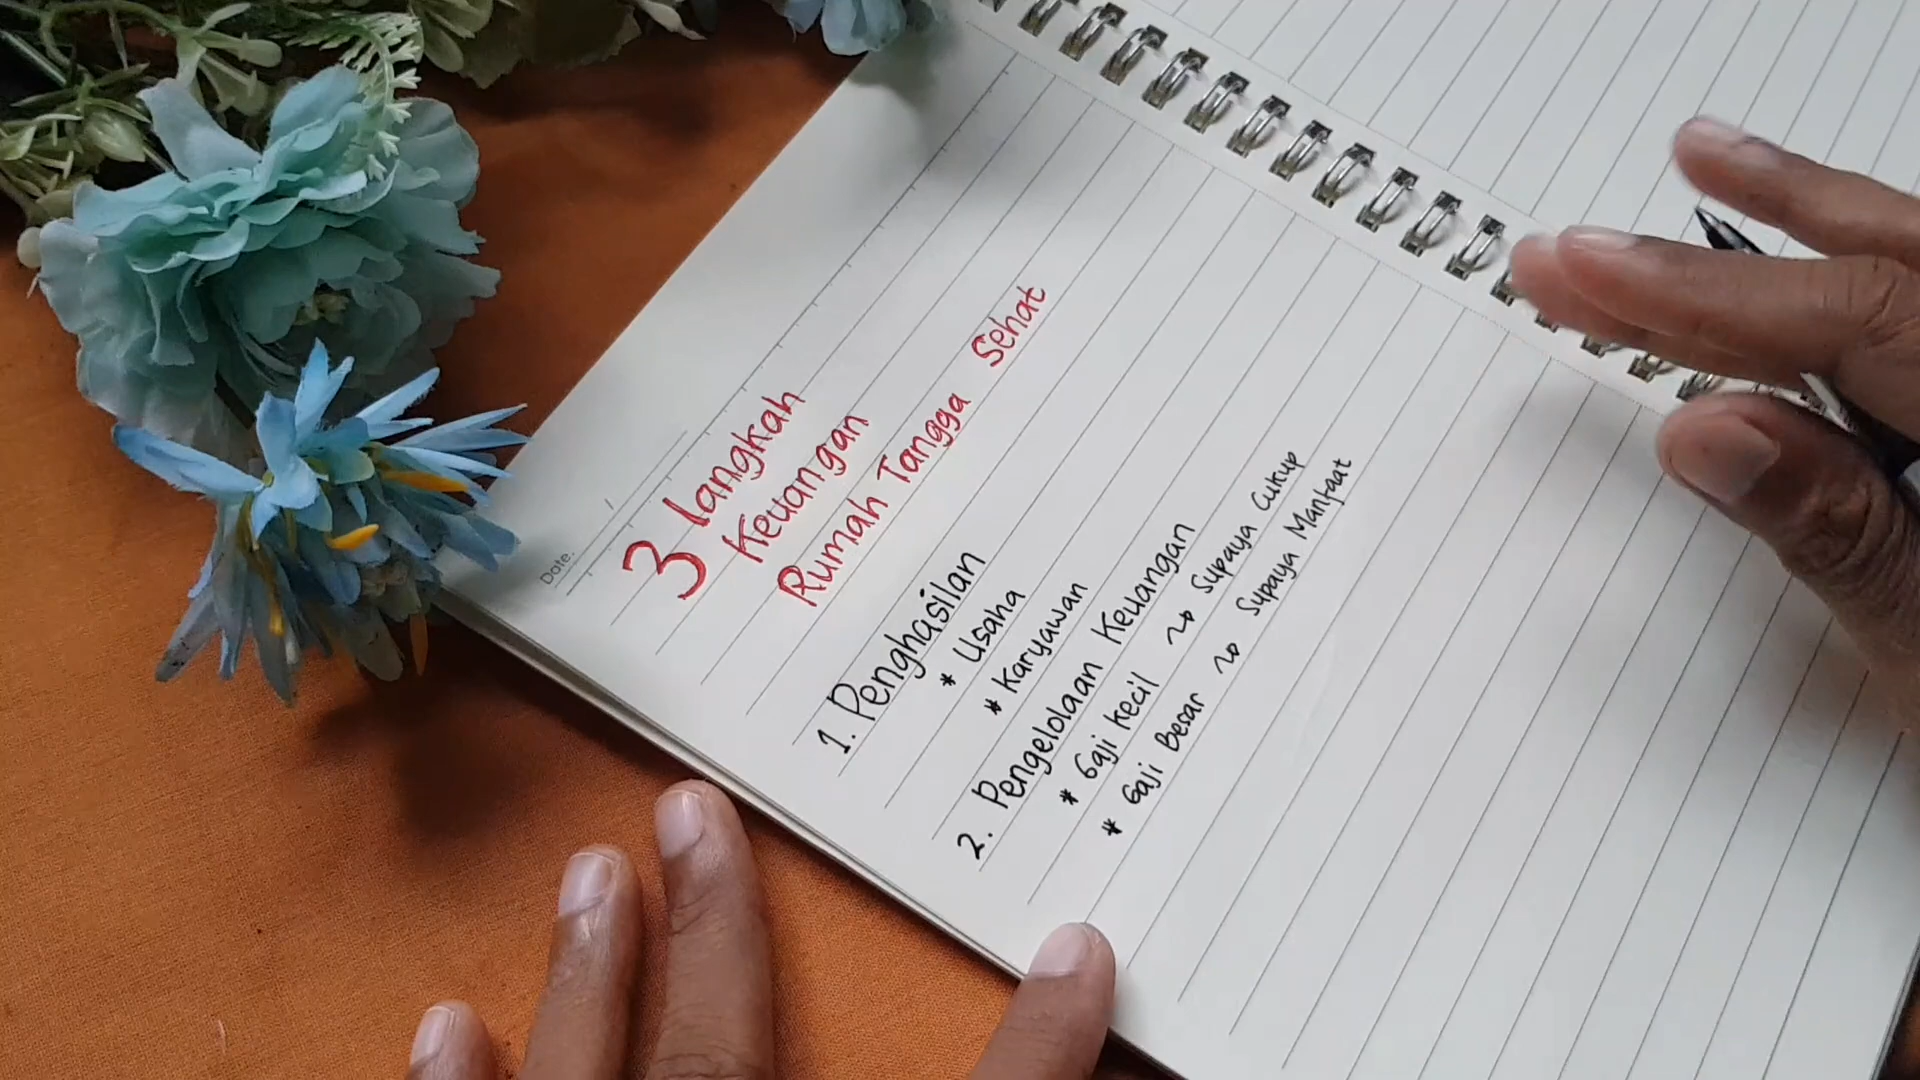 Date.
3 langkah
Keuangan
Rumah Tangga Sehat
1. Penghasilan
* Usaha
* Karyawan
2. Pengelolaan Keuangan
* Gaji Kecil ~> Supaya Cukup
* Gaji Besar ~> Supaya Manfaat